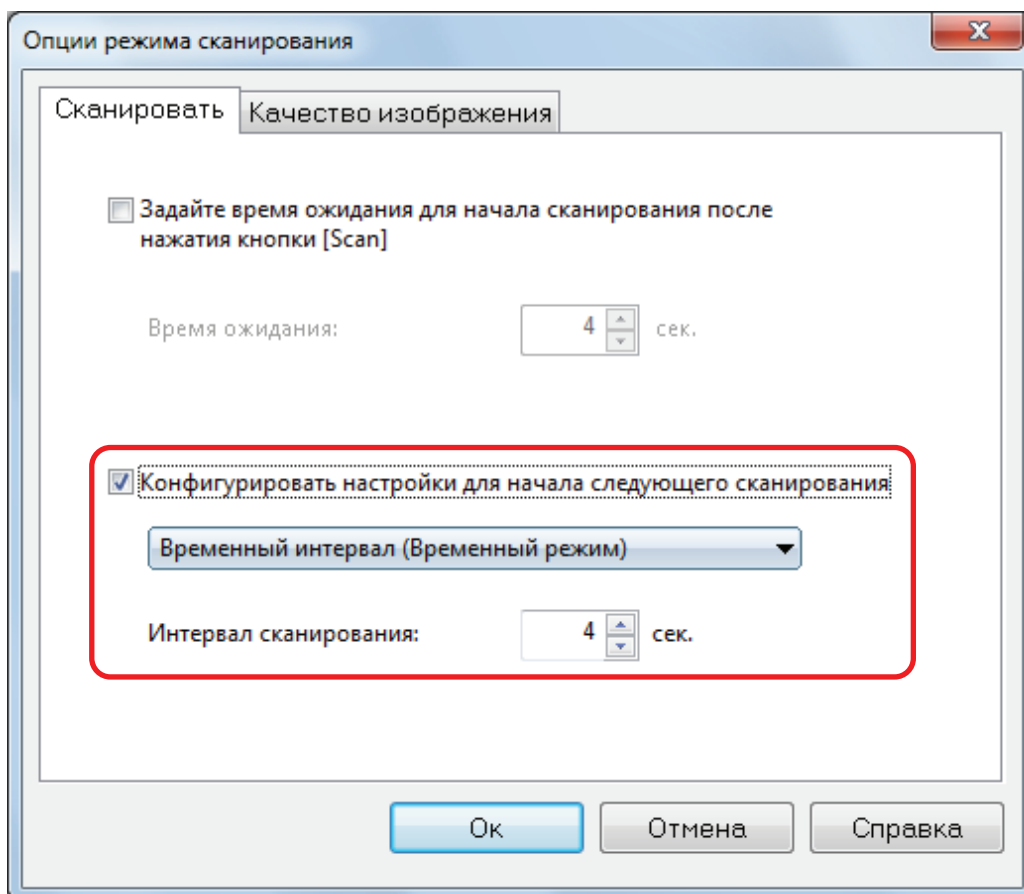 Опции режима сканирования
Сканировать
Качество изображения
Задайте время ожидания для начала сканирования после
нажатия кнопки [Scan]
Время ожидания: 4 сек.
Конфигурировать настройки для начала следующего сканирования
Временный интервал (Временный режим)
Интервал сканирования: 4 сек.
Ок Отмена Справка